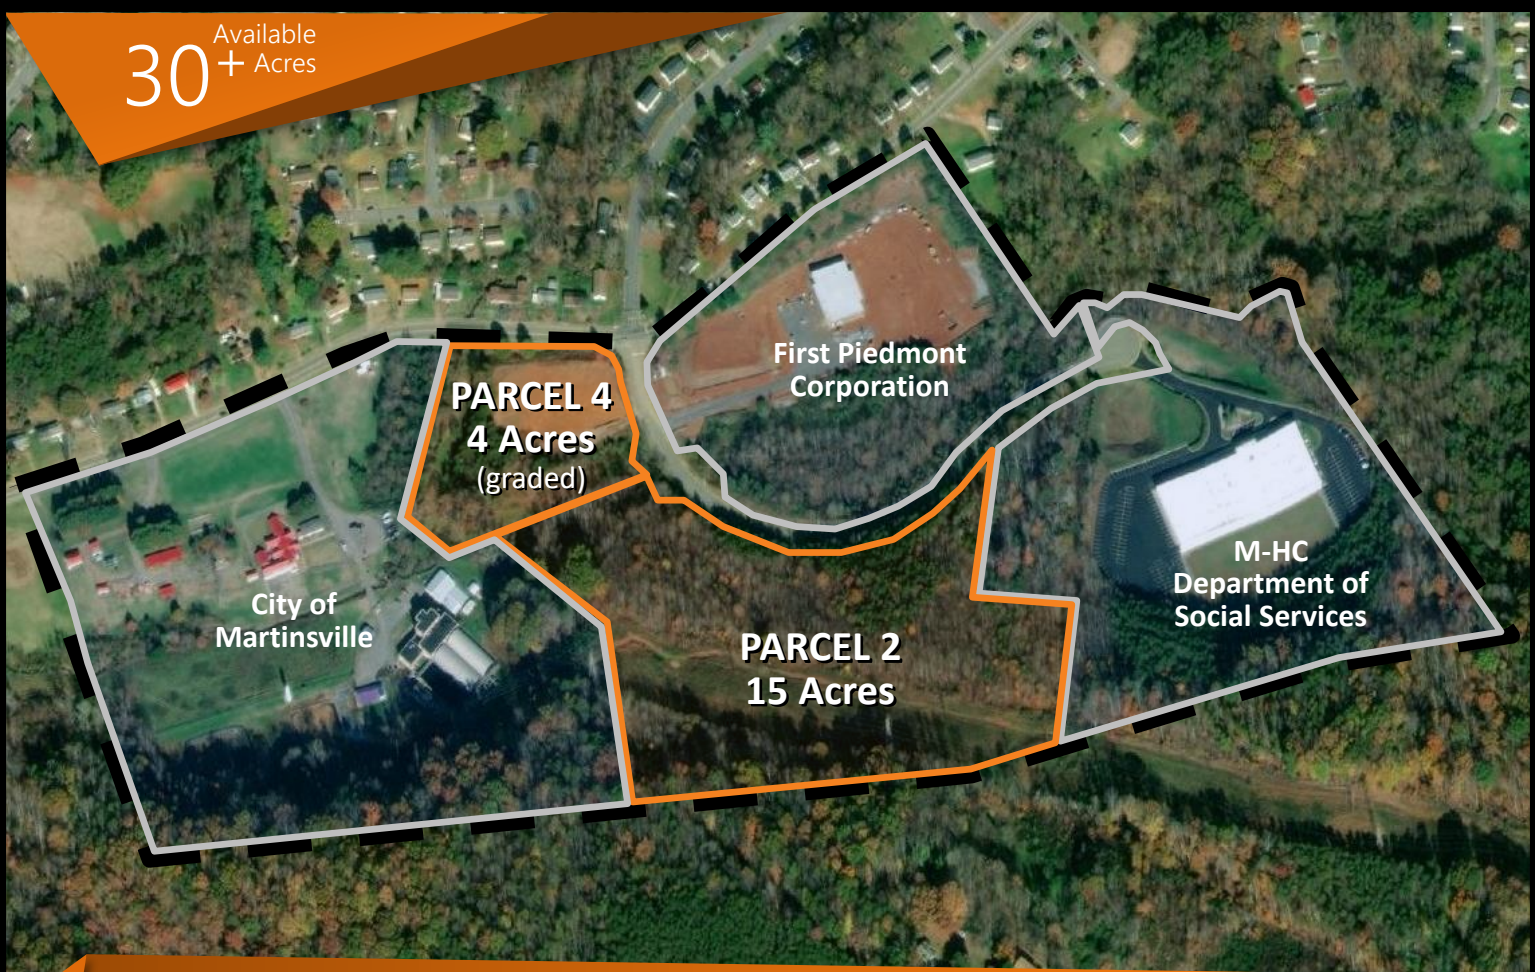 30+
Available
Acres
First Piedmont
Corporation
PARCEL 4
4 Acres
(graded)
M-HC
Department of
Social Services
City of
Martinsville
PARCEL 2
15 Acres